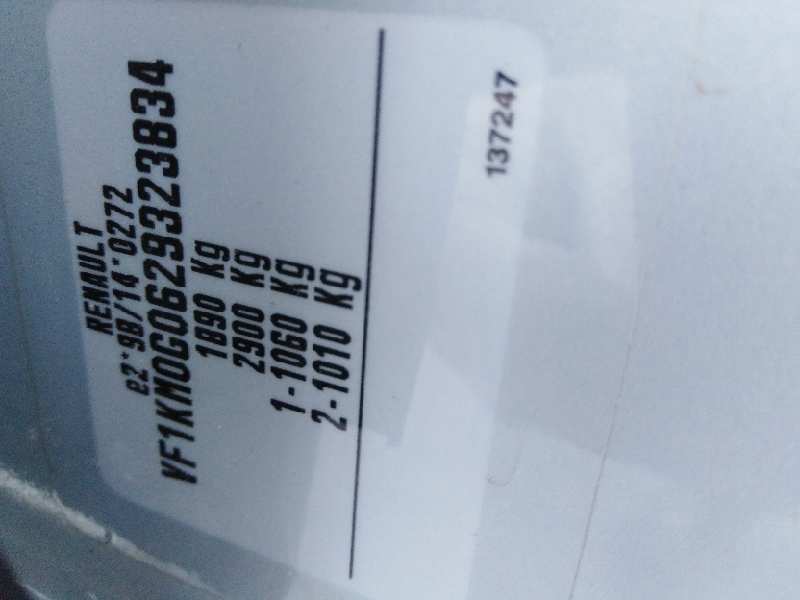 RENAULT
e2*98/14*0272
VF1KM0G0629323834
1890 Kg
2900 Kg
1-1060 Kg
2-1010 Kg
137247